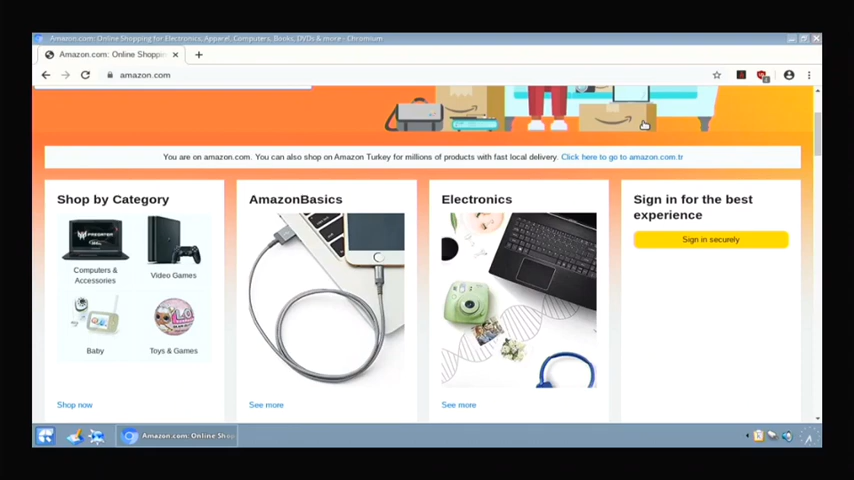 Amazon.com: Online Shopping for Electronics, Apparel, Computers, Books, DVDs & more - Chromium
Amazon.com: Online Shoppin
amazon.com
You are on amazon.com. You can also shop on Amazon Turkey for millions of products with fast local delivery. Click here to go to amazon.com.tr
Shop by Category
AmazonBasics
Electronics
Sign in for the best
experience
Sign in securely
PREDATOR
Computers &
Accessories
Video Games
Baby
Toys & Games
Shop now
See more
See more
Amazon.com: Online Shop